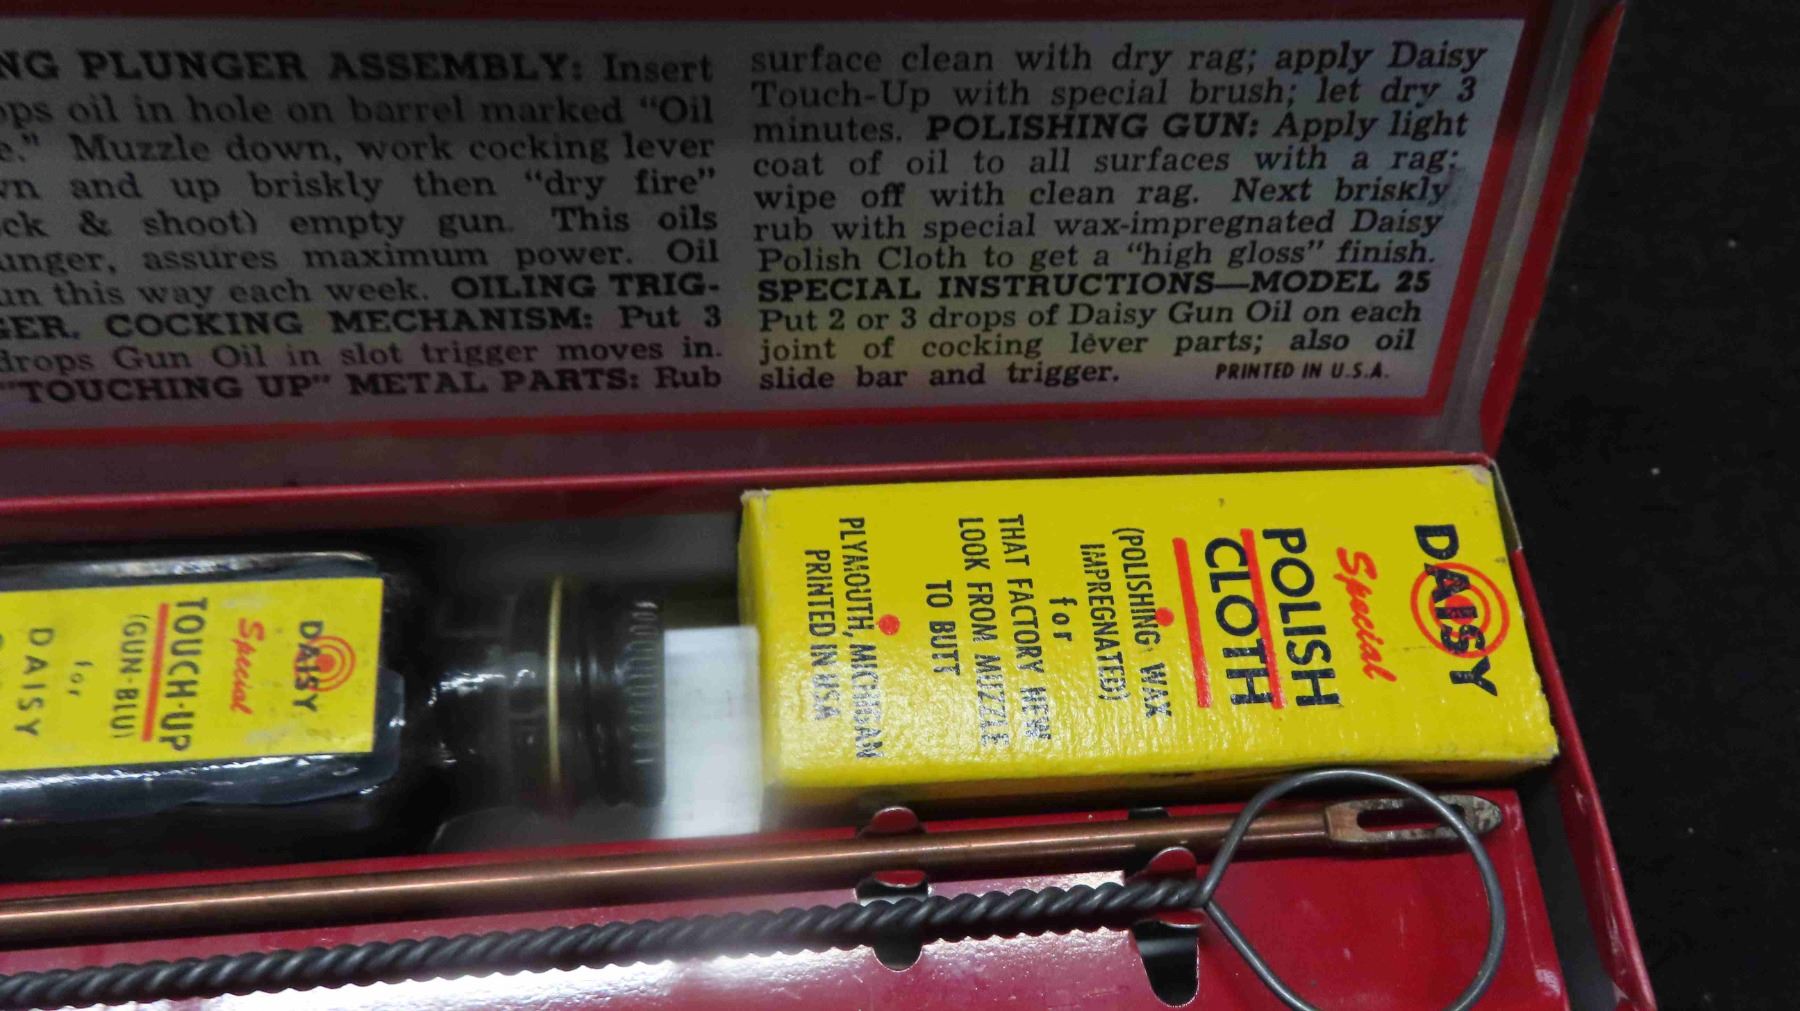 PLUNGER ASSEMBLY: Insert
oil in hole on barrel marked “Oil
Muzzle down, work cocking lever
and up briskly then “dry fire”
& shoot) empty gun. This oils
assures maximum power. Oil
this way each week. OILING TRIG-
GER. COCKING MECHANISM: Put 3
drops Gun Oil in slot trigger moves in.
“TOUCHING UP” METAL PARTS: Rub
surface clean with dry rag; apply Daisy
Touch-Up with special brush; let dry 3
minutes. POLISHING GUN: Apply light
coat of oil to all surfaces with a rag;
wipe off with clean rag. Next briskly
rub with special wax-impregnated Daisy
Polish Cloth to get a “high gloss” finish.
SPECIAL INSTRUCTIONS—MODEL 25
Put 2 or 3 drops of Daisy Gun Oil on each
joint of cocking lever parts; also oil
slide bar and trigger.
PRINTED IN U.S.A.
DAISY
Special
TOUCH-UP
(GUN-BLU)
for
DAISY
DAISY
Special
POLISH
CLOTH
(POLISHING WAX
IMPREGNATED)
for
THAT FACTORY NEW
LOOK FROM MUZZLE
TO BUTT
PLYMOUTH, MICHIGAN
PRINTED IN USA